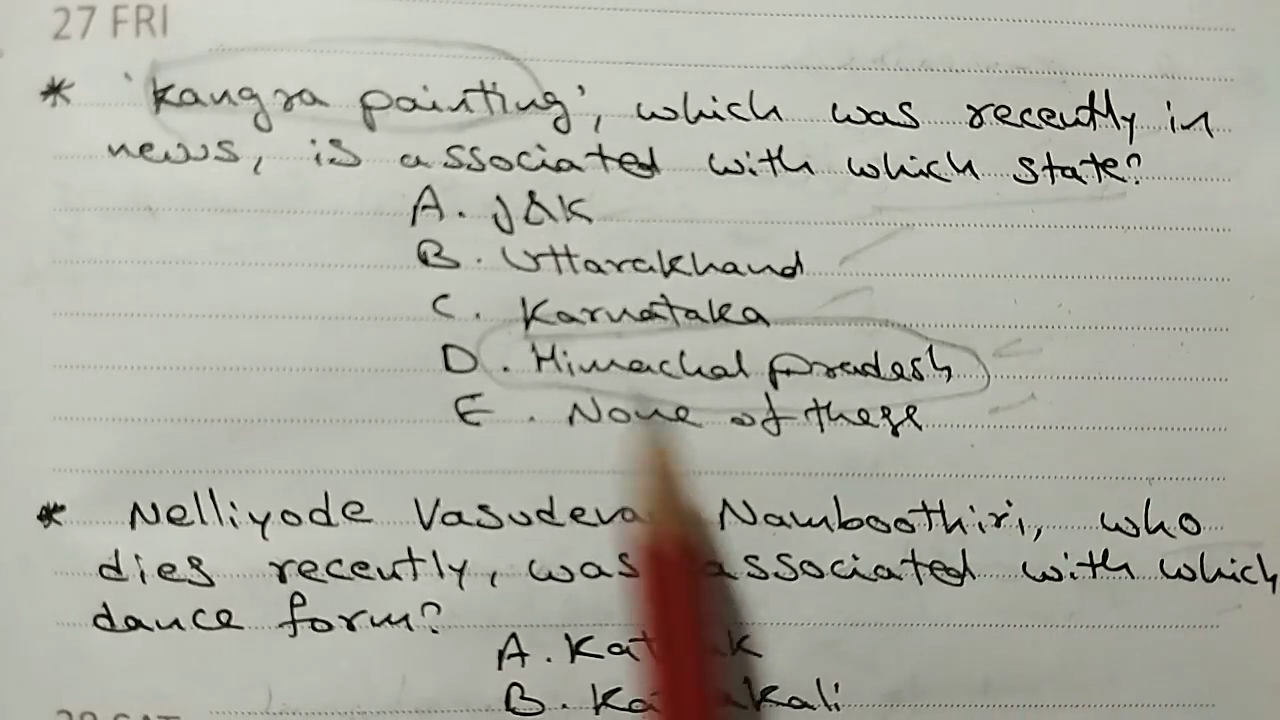 27 FRI
* 'Kangra painting', which was recently in
news, is associated with which state?
A. J&K
B. Uttarakhand
C. Karnataka
D. Himachal Pradesh
E. None of these
* Nelliyode Vasudeva Namboothiri, who
dies recently, was associated with which
dance form?
A.
B.